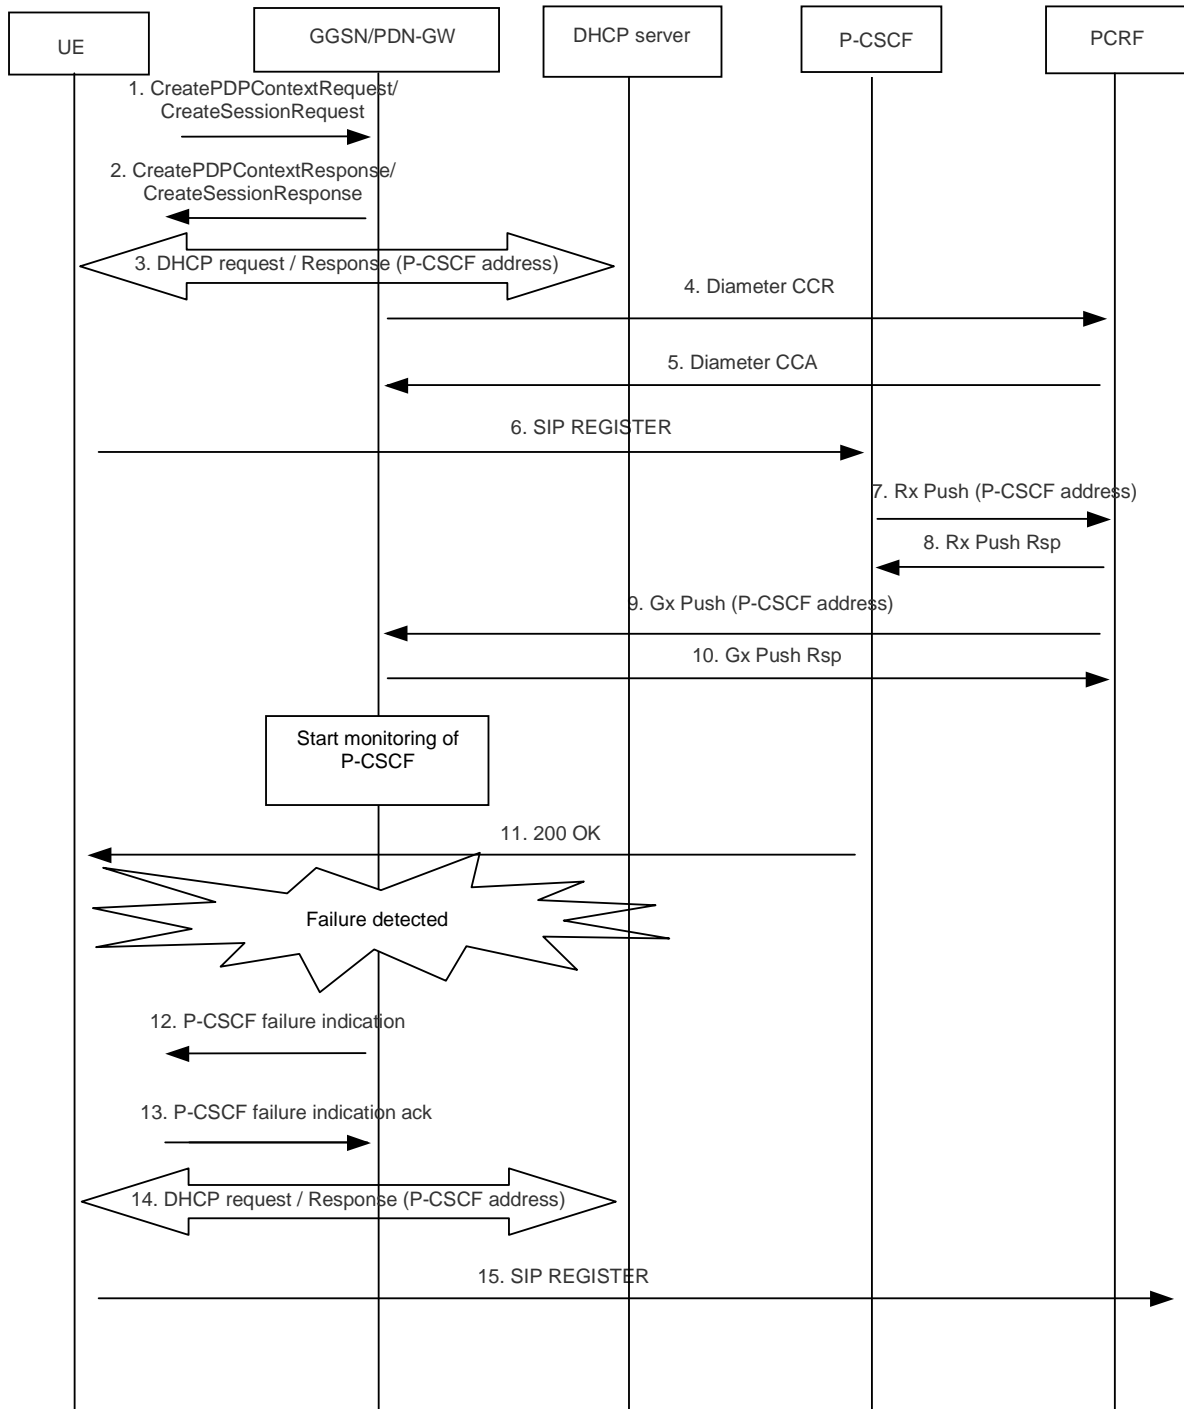 UE
GGSN/PDN-GW
DHCP server
P-CSCF
PCRF
1. CreatePDPContextRequest/
CreateSessionRequest
2. CreatePDPContextResponse/
CreateSessionResponse
3. DHCP request / Response (P-CSCF address)
4. Diameter CCR
5. Diameter CCA
6. SIP REGISTER
7. Rx Push (P-CSCF address)
8. Rx Push Rsp
9. Gx Push (P-CSCF address)
10. Gx Push Rsp
Start monitoring of
P-CSCF
11. 200 OK
Failure detected
12. P-CSCF failure indication
13. P-CSCF failure indication ack
14. DHCP request / Response (P-CSCF address)
15. SIP REGISTER